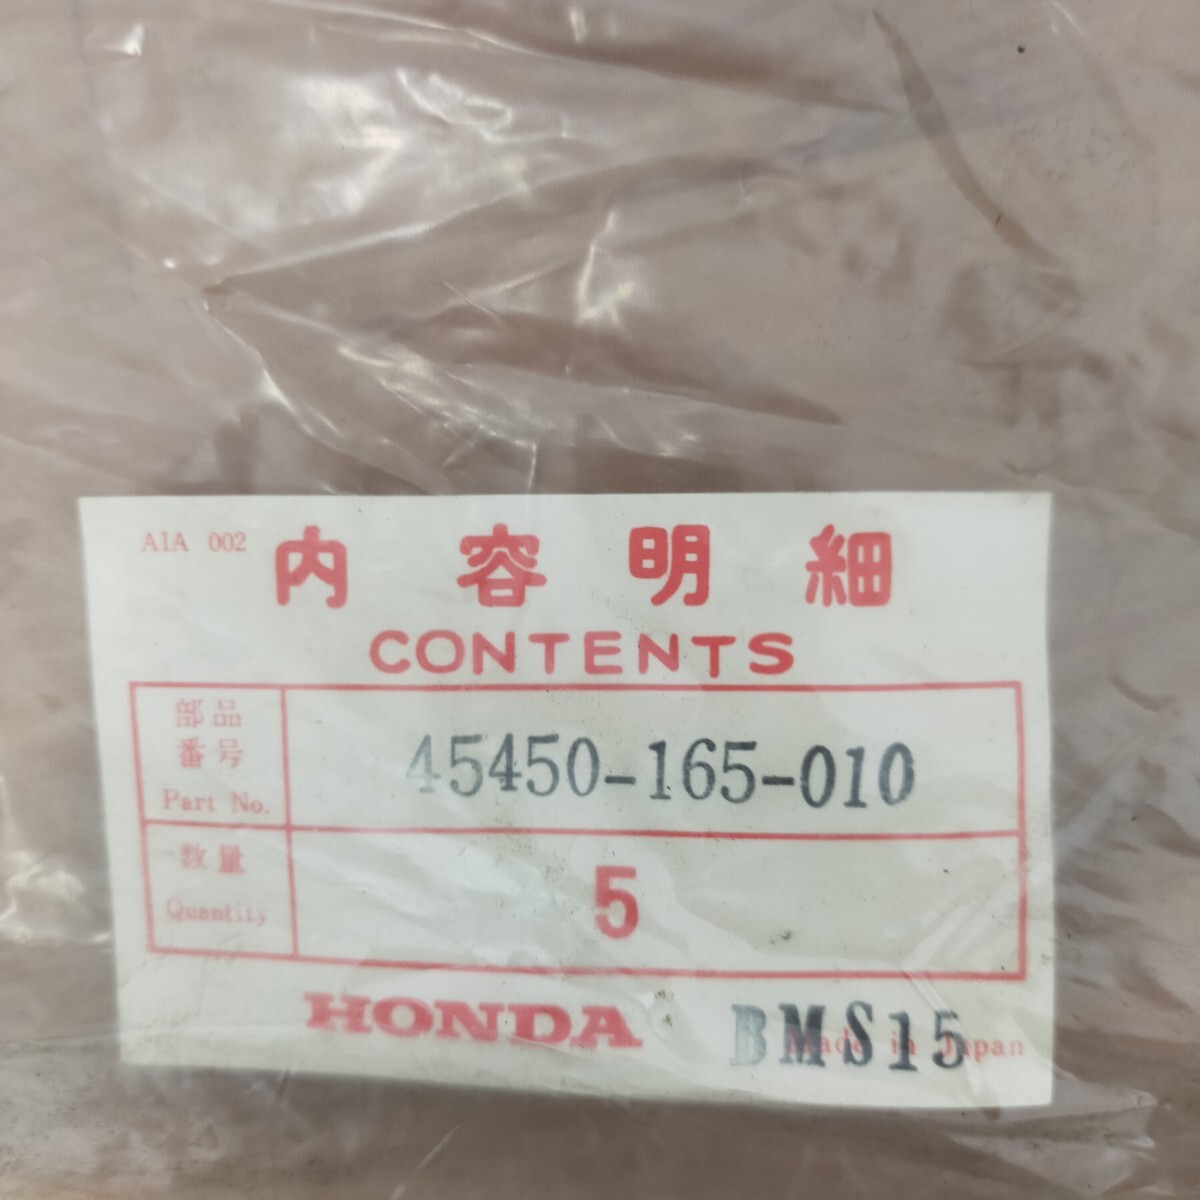 AIA 002
内容明細
CONTENTS
部品
番号
Part No.
45450-165-010
数量
Quantity
5
HONDA
BMS15
Made in Japan